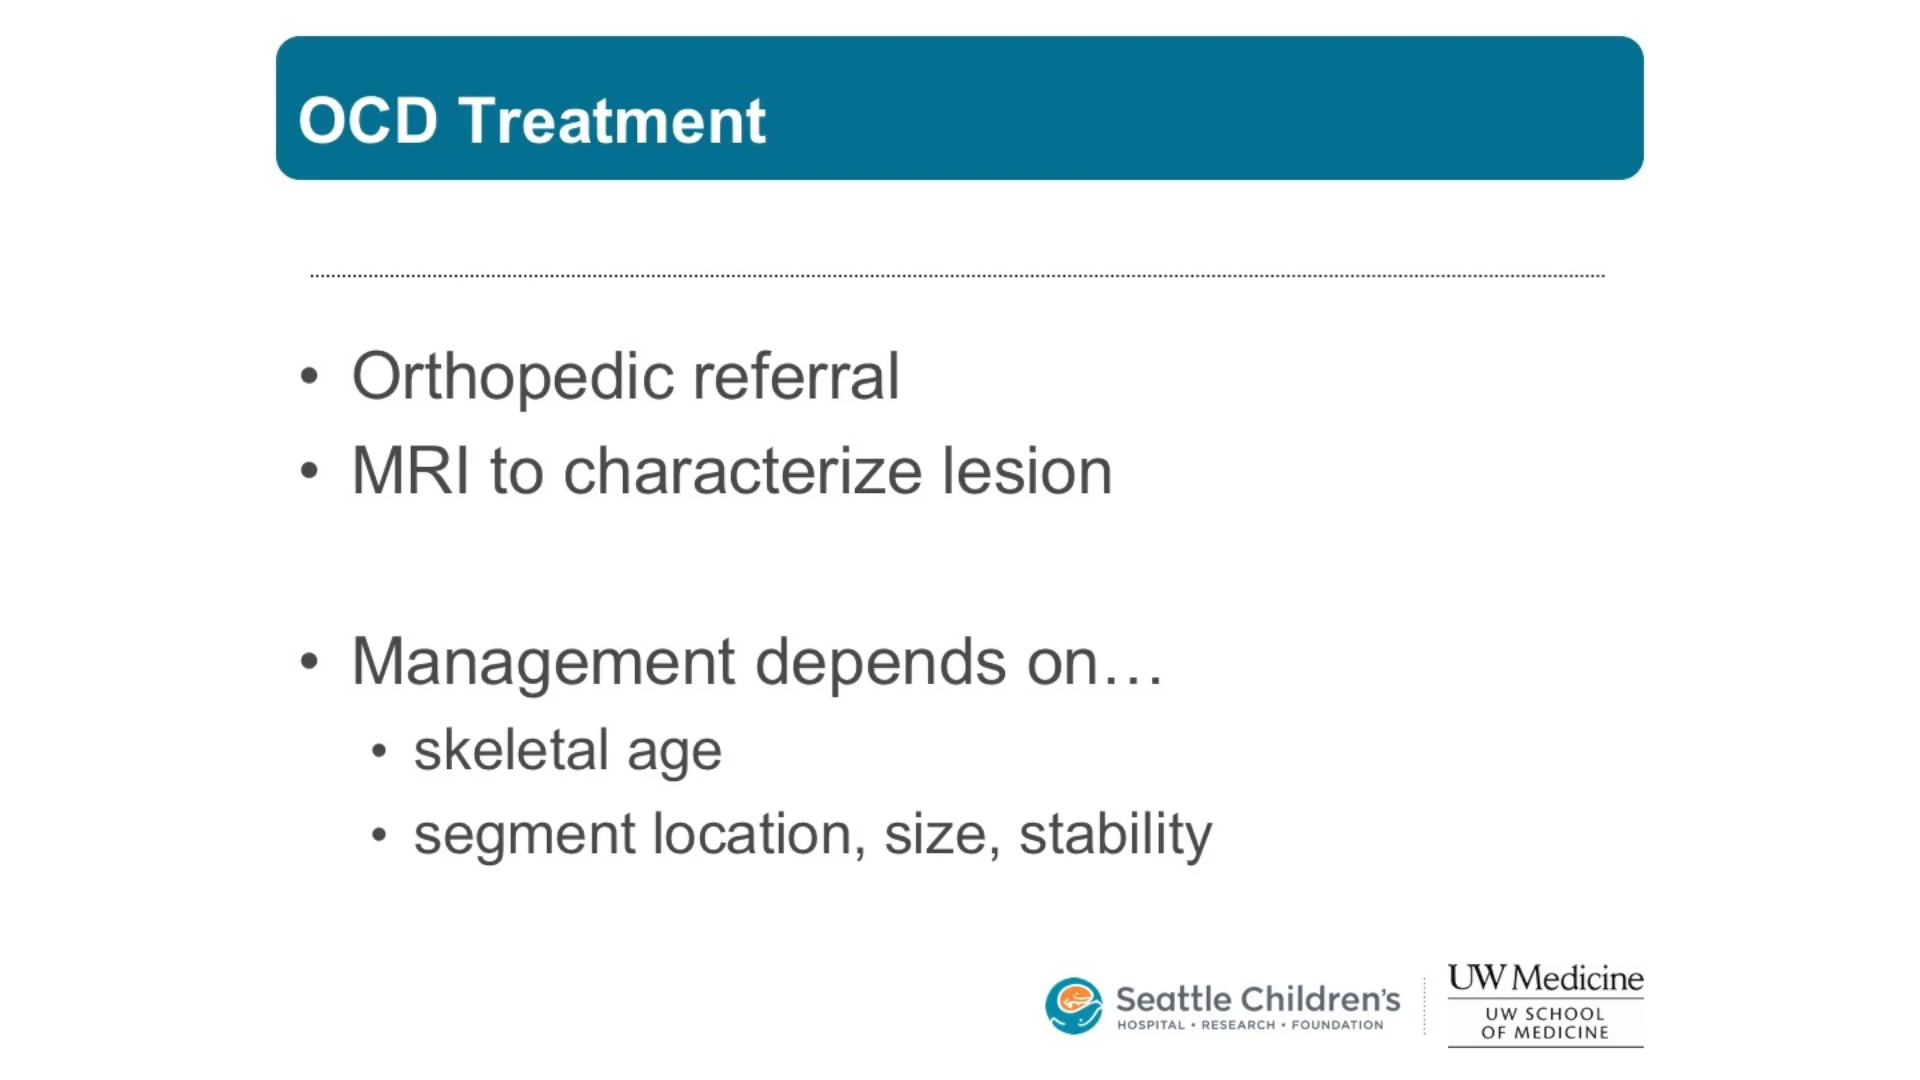 OCD Treatment
• Orthopedic referral
• MRI to characterize lesion
• Management depends on…
• skeletal age
• segment location, size, stability
Seattle Children's
HOSPITAL • RESEARCH • FOUNDATION
UW Medicine
UW SCHOOL
OF MEDICINE